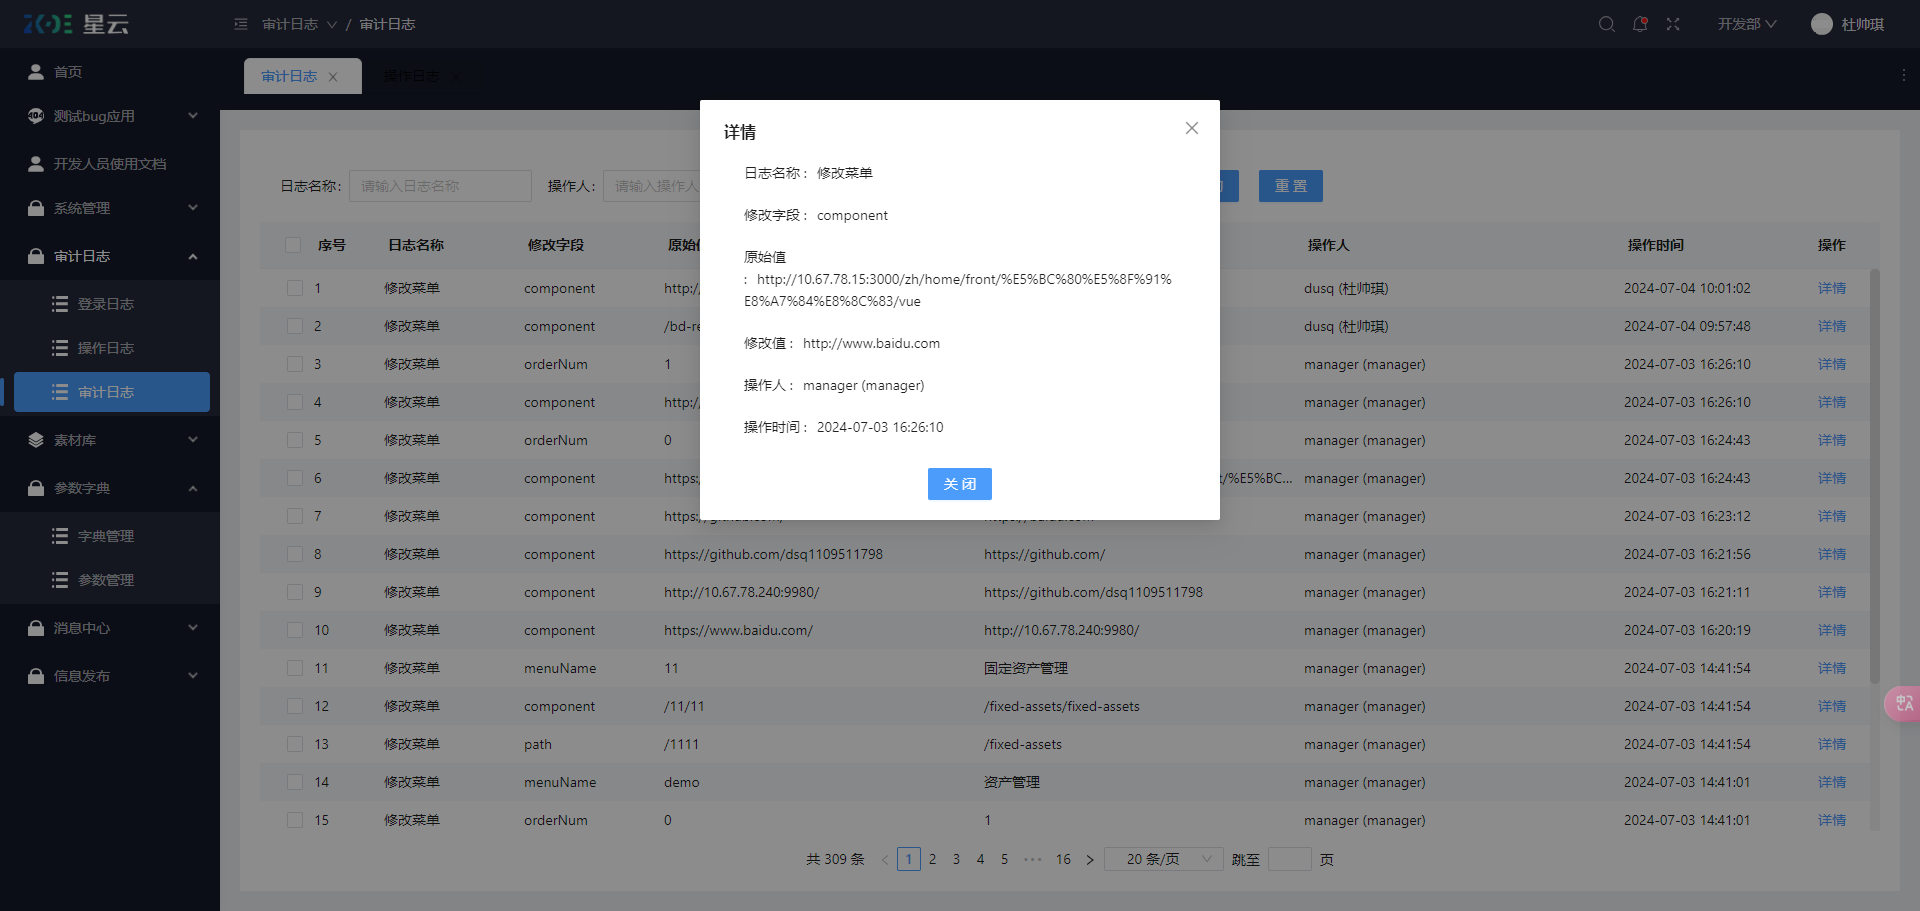 星云
审计日志 / 审计日志
开发部
杜帅琪
首页
测试bug应用
开发人员使用文档
系统管理
审计日志
登录日志
操作日志
审计日志
素材库
参数字典
字典管理
参数管理
消息中心
信息发布
审计日志
操作日志
日志名称: 请输入日志名称 操作人: 请输入操作人
重 置
序号 日志名称 修改字段 原始值 操作人 操作时间 操作
1 修改菜单 component http:/ dusq (杜帅琪) 2024-07-04 10:01:02 详情
2 修改菜单 component /bd-re dusq (杜帅琪) 2024-07-04 09:57:48 详情
3 修改菜单 orderNum 1 manager (manager) 2024-07-03 16:26:10 详情
4 修改菜单 component http:/ manager (manager) 2024-07-03 16:26:10 详情
5 修改菜单 orderNum 0 manager (manager) 2024-07-03 16:24:43 详情
6 修改菜单 component https: /%E5%BC... manager (manager) 2024-07-03 16:24:43 详情
7 修改菜单 component https://github.com/ https://baidu.com manager (manager) 2024-07-03 16:23:12 详情
8 修改菜单 component https://github.com/dsq1109511798 https://github.com/ manager (manager) 2024-07-03 16:21:56 详情
9 修改菜单 component http://10.67.78.240:9980/ https://github.com/dsq1109511798 manager (manager) 2024-07-03 16:21:11 详情
10 修改菜单 component https://www.baidu.com/ http://10.67.78.240:9980/ manager (manager) 2024-07-03 16:20:19 详情
11 修改菜单 menuName 11 固定资产管理 manager (manager) 2024-07-03 14:41:54 详情
12 修改菜单 component /11/11 /fixed-assets/fixed-assets manager (manager) 2024-07-03 14:41:54 详情
13 修改菜单 path /1111 /fixed-assets manager (manager) 2024-07-03 14:41:54 详情
14 修改菜单 menuName demo 资产管理 manager (manager) 2024-07-03 14:41:01 详情
15 修改菜单 orderNum 0 1 manager (manager) 2024-07-03 14:41:01 详情
共 309 条 1 2 3 4 5 ••• 16 20 条/页 跳至 页
详情
日志名称 : 修改菜单
修改字段 : component
原始值
: http://10.67.78.15:3000/zh/home/front/%E5%BC%80%E5%8F%91%
E8%A7%84%E8%8C%83/vue
修改值 : http://www.baidu.com
操作人 : manager (manager)
操作时间 : 2024-07-03 16:26:10
关 闭